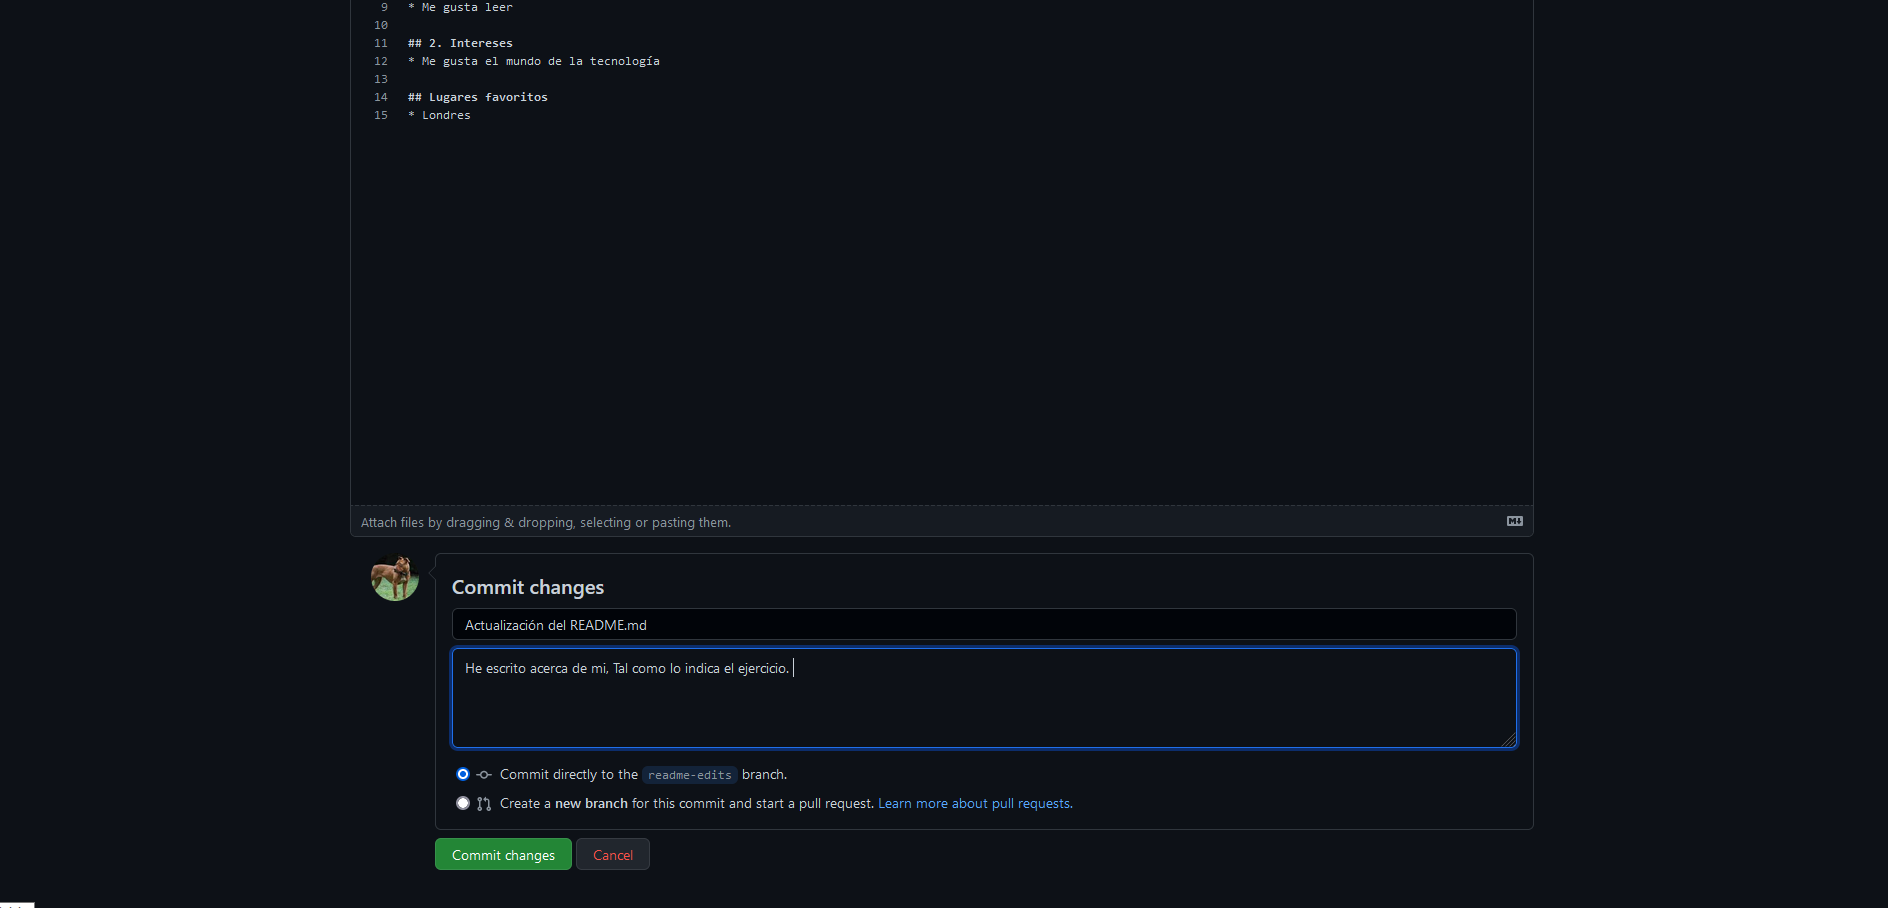 9 * Me gusta leer
10
11 ## 2. Intereses
12 * Me gusta el mundo de la tecnología
13
14 ## Lugares favoritos
15 * Londres
Attach files by dragging & dropping, selecting or pasting them.
Commit changes
Actualización del README.md
He escrito acerca de mi, Tal como lo indica el ejercicio.
Commit directly to the readme-edits branch.
Create a new branch for this commit and start a pull request. Learn more about pull requests.
Commit changes Cancel